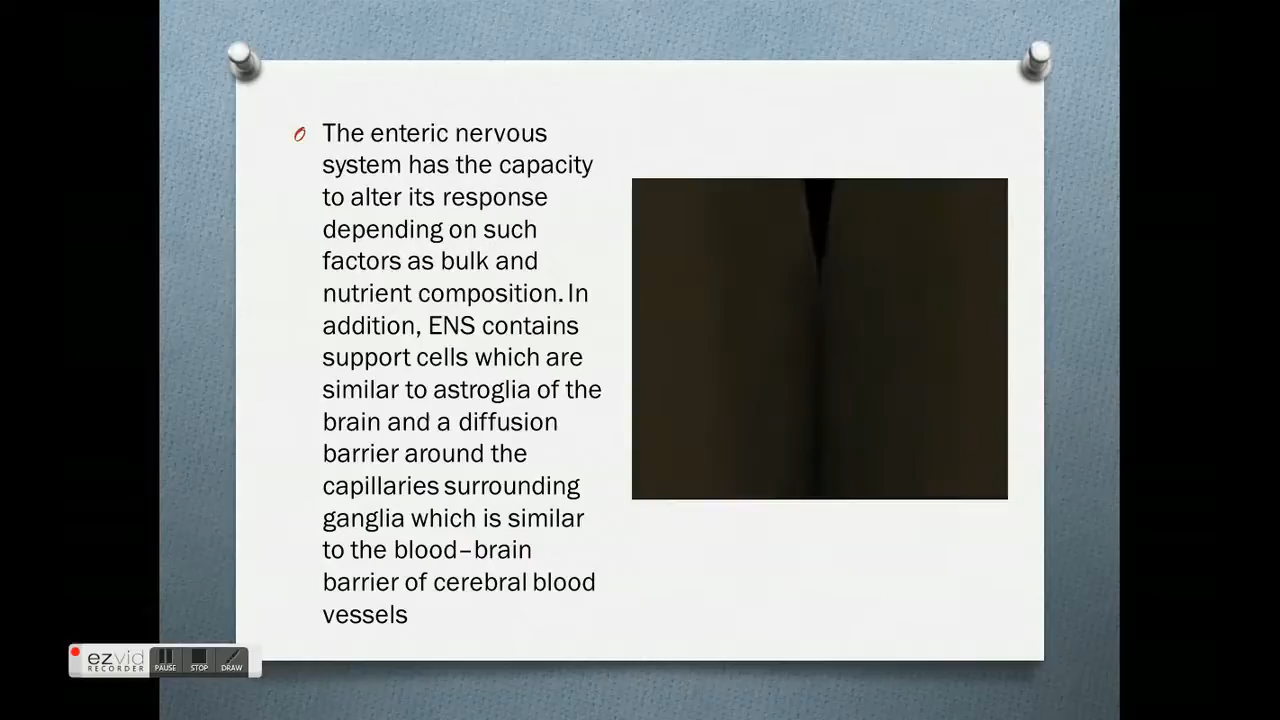 The enteric nervous
system has the capacity
to alter its response
depending on such
factors as bulk and
nutrient composition. In
addition, ENS contains
support cells which are
similar to astroglia of the
brain and a diffusion
barrier around the
capillaries surrounding
ganglia which is similar
to the blood–brain
barrier of cerebral blood
vessels
ezvid
RECORDER
PAUSE STOP DRAW